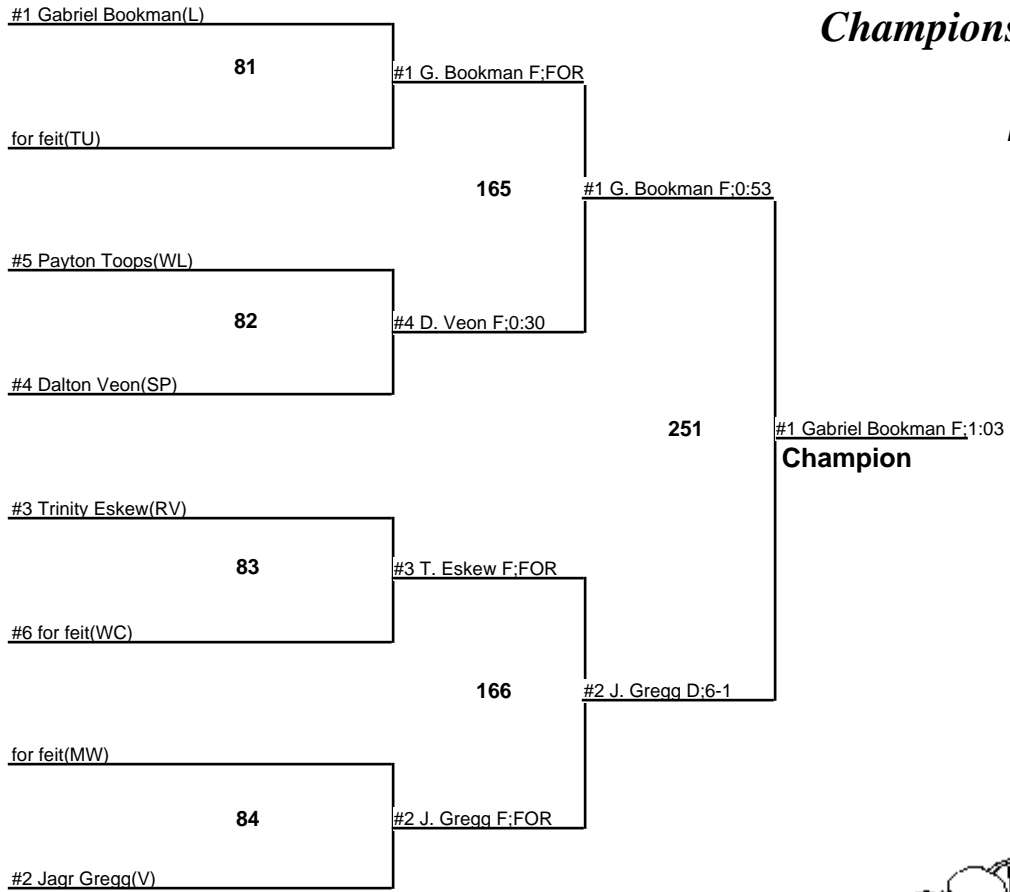 #1 Gabriel Bookman(L)
81
#1 G. Bookman F;FOR
for feit(TU)
165
#1 G. Bookman F;0:53
#5 Payton Toops(WL)
82
#4 D. Veon F;0:30
#4 Dalton Veon(SP)
251
#1 Gabriel Bookman F;1:03
Champion
#3 Trinity Eskew(RV)
83
#3 T. Eskew F;FOR
#6 for feit(WC)
166
#2 J. Gregg D;6-1
for feit(MW)
84
#2 J. Gregg F;FOR
#2 Jagr Gregg(V)